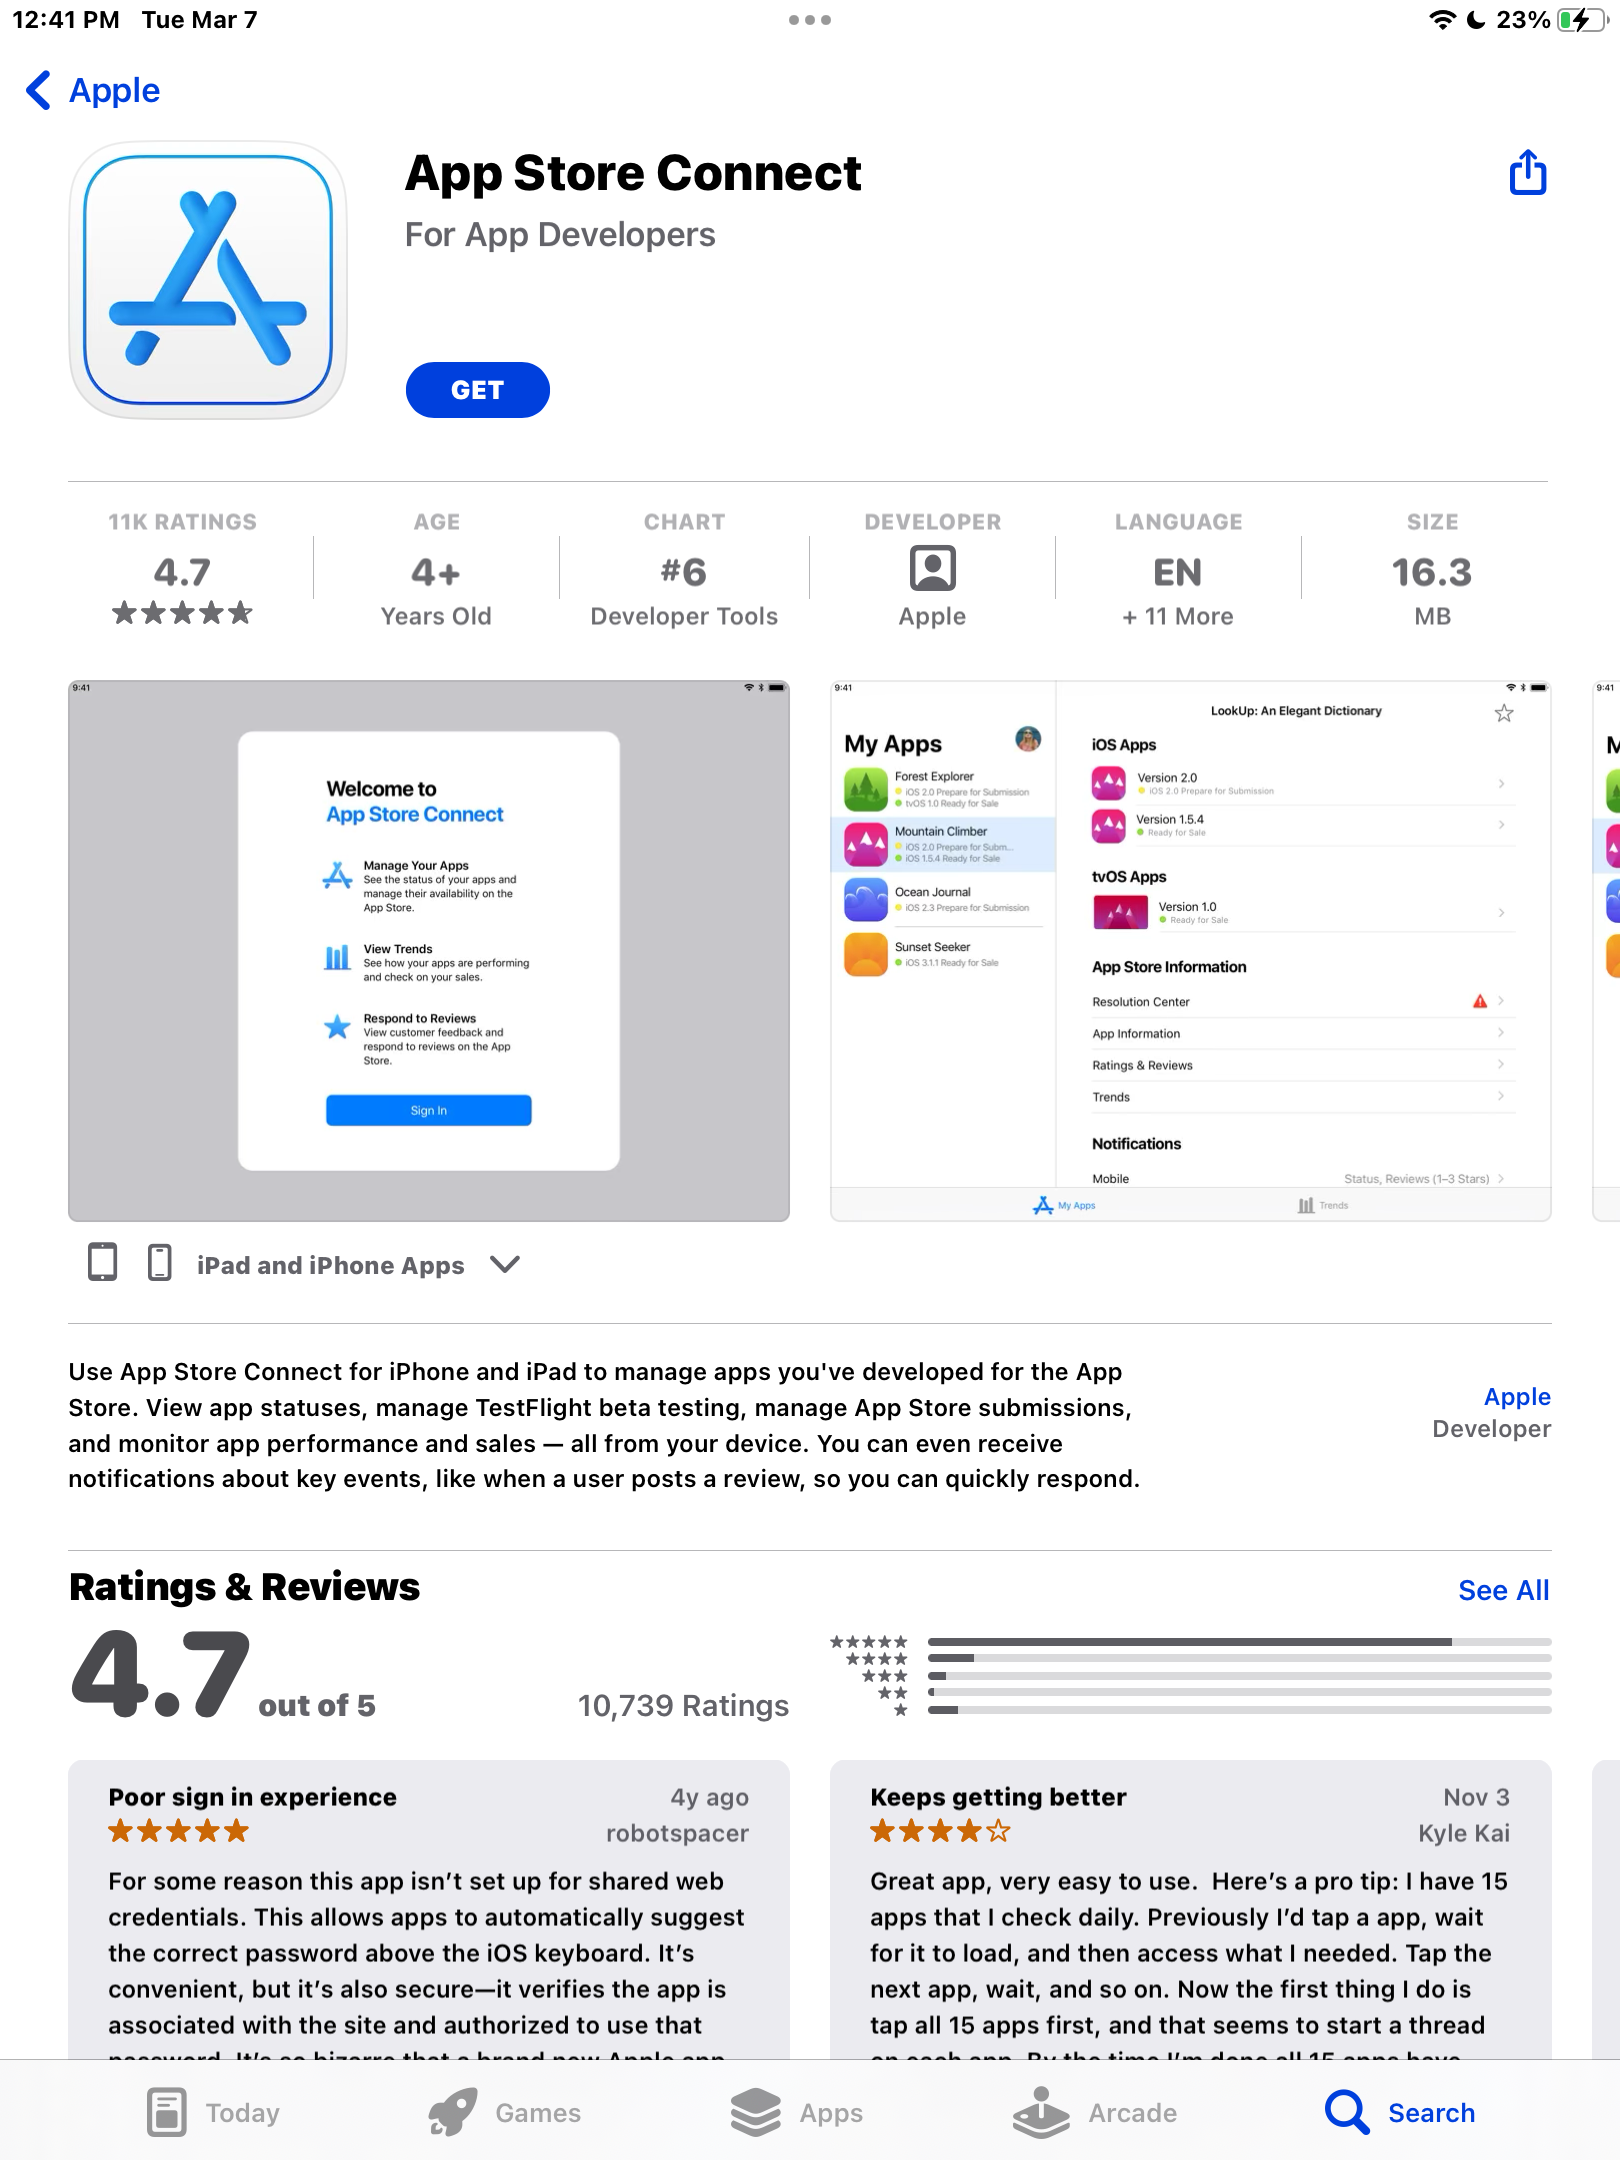 12:41 PM Tue Mar 7
23%
Apple
App Store Connect
For App Developers
GET
11K RATINGS
4.7
AGE
4+
Years Old
CHART
#6
Developer Tools
DEVELOPER
Apple
LANGUAGE
EN
+ 11 More
SIZE
16.3
MB
9:41
Welcome to
App Store Connect
Manage Your Apps
See the status of your apps and
manage their availability on the
App Store.
View Trends
See how your apps are performing
and check on your sales.
Respond to Reviews
View customer feedback and
respond to reviews on the App
Store.
Sign In
9:41
My Apps
Forest Explorer
iOS 2.0 Prepare for Submission
tvOS 1.0 Ready for Sale
Mountain Climber
iOS 2.0 Prepare for Subm...
iOS 1.5.4 Ready for Sale
Ocean Journal
iOS 2.3 Prepare for Submission
Sunset Seeker
iOS 3.1.1 Ready for Sale
LookUp: An Elegant Dictionary
iOS Apps
Version 2.0
iOS 2.0 Prepare for Submission
Version 1.5.4
Ready for Sale
tvOS Apps
Version 1.0
Ready for Sale
App Store Information
Resolution Center
App Information
Ratings & Reviews
Trends
Notifications
Mobile Status, Reviews (1–3 Stars)
My Apps
Trends
9:41
iPad and iPhone Apps
Use App Store Connect for iPhone and iPad to manage apps you've developed for the App
Store. View app statuses, manage TestFlight beta testing, manage App Store submissions,
and monitor app performance and sales — all from your device. You can even receive
notifications about key events, like when a user posts a review, so you can quickly respond.
Apple
Developer
Ratings & Reviews
See All
4.7 out of 5
10,739 Ratings
Poor sign in experience
4y ago
robotspacer
For some reason this app isn’t set up for shared web
credentials. This allows apps to automatically suggest
the correct password above the iOS keyboard. It’s
convenient, but it’s also secure—it verifies the app is
associated with the site and authorized to use that
password. It’s so bizarre that a brand new Apple app
Keeps getting better
Nov 3
Kyle Kai
Great app, very easy to use.  Here’s a pro tip: I have 15
apps that I check daily. Previously I’d tap a app, wait
for it to load, and then access what I needed. Tap the
next app, wait, and so on. Now the first thing I do is
tap all 15 apps first, and that seems to start a thread
on each app. By the time I’m done all 15 apps have
Today
Games
Apps
Arcade
Search